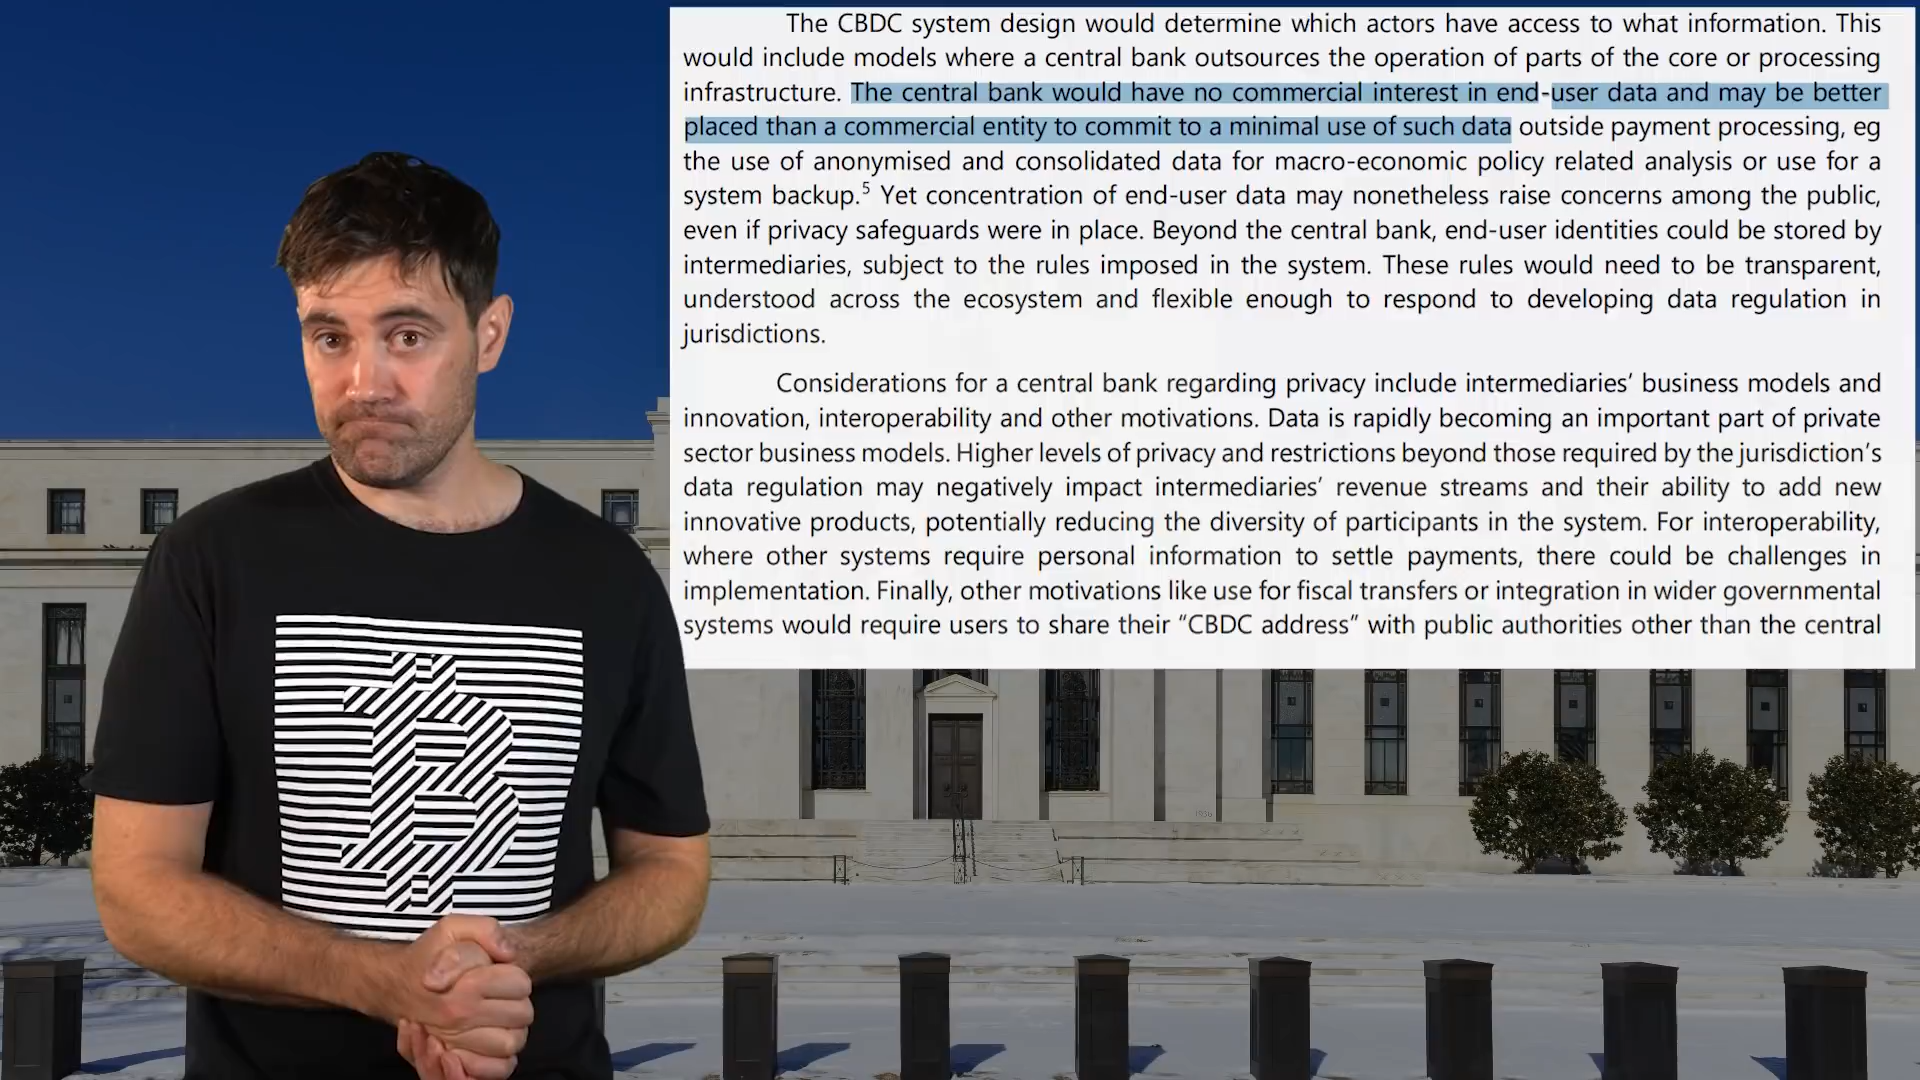 The CBDC system design would determine which actors have access to what information. This
would include models where a central bank outsources the operation of parts of the core or processing
infrastructure. The central bank would have no commercial interest in end-user data and may be better
placed than a commercial entity to commit to a minimal use of such data outside payment processing, eg
the use of anonymised and consolidated data for macro-economic policy related analysis or use for a
system backup.5 Yet concentration of end-user data may nonetheless raise concerns among the public,
even if privacy safeguards were in place. Beyond the central bank, end-user identities could be stored by
intermediaries, subject to the rules imposed in the system. These rules would need to be transparent,
understood across the ecosystem and flexible enough to respond to developing data regulation in
jurisdictions.
Considerations for a central bank regarding privacy include intermediaries’ business models and
innovation, interoperability and other motivations. Data is rapidly becoming an important part of private
sector business models. Higher levels of privacy and restrictions beyond those required by the jurisdiction’s
data regulation may negatively impact intermediaries’ revenue streams and their ability to add new
innovative products, potentially reducing the diversity of participants in the system. For interoperability,
where other systems require personal information to settle payments, there could be challenges in
implementation. Finally, other motivations like use for fiscal transfers or integration in wider governmental
systems would require users to share their “CBDC address” with public authorities other than the central